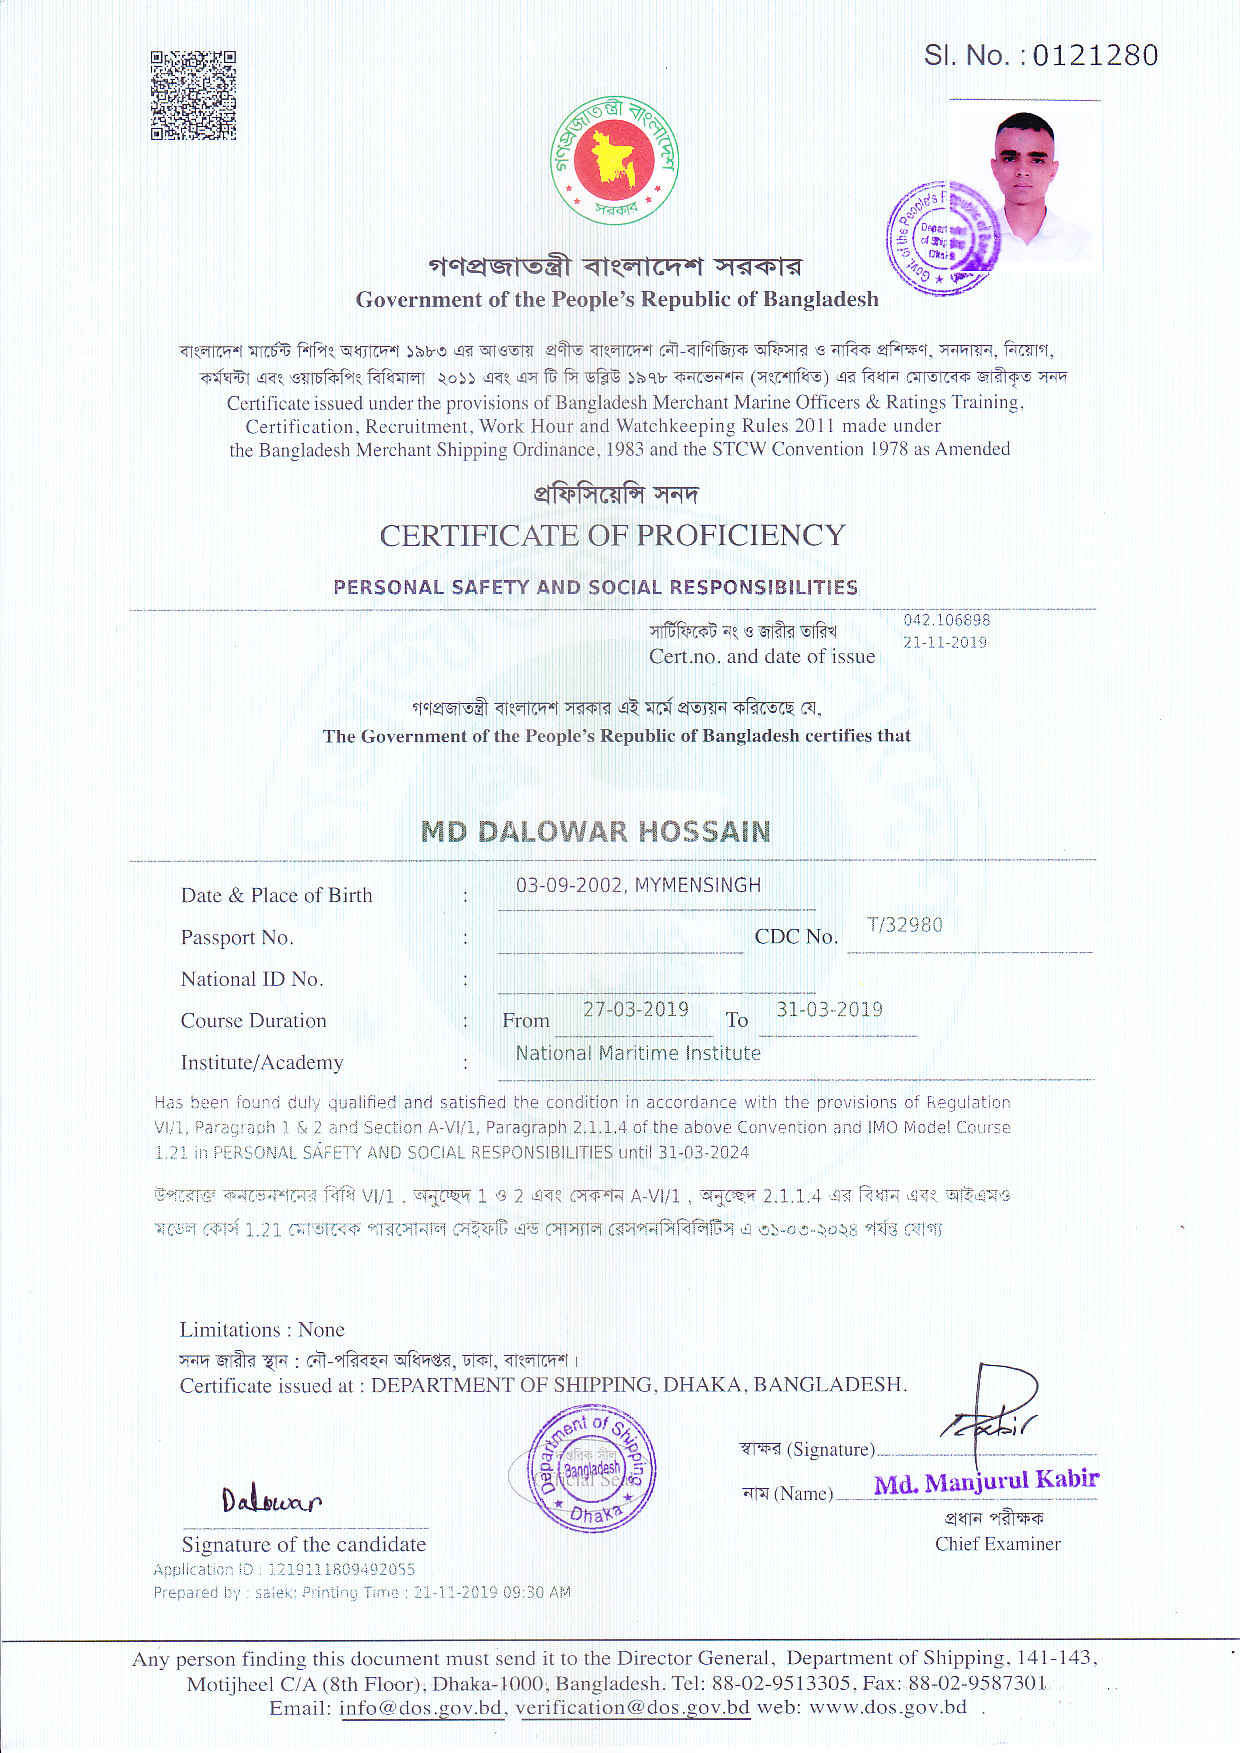 Sl. No. : 0121280
গণপ্রজাতন্ত্রী বাংলাদেশ
সরকার
Govt. of the People's Republic of
Department of Shipping Dhaka
গণপ্রজাতন্ত্রী বাংলাদেশ সরকার
Government of the People's Republic of Bangladesh
বাংলাদেশ মার্চেন্ট শিপিং অধ্যাদেশ ১৯৮৩ এর আওতায় প্রণীত বাংলাদেশ নৌ-বাণিজ্যিক অফিসার ও নাবিক প্রশিক্ষণ, সনদায়ন, নিয়োগ,
কর্মঘন্টা এবং ওয়াচকিপিং বিধিমালা ২০১১ এবং এস টি সি ডব্লিউ ১৯৭৮ কনভেনশন (সংশোধিত) এর বিধান মোতাবেক জারীকৃত সনদ
Certificate issued under the provisions of Bangladesh Merchant Marine Officers & Ratings Training,
Certification, Recruitment, Work Hour and Watchkeeping Rules 2011 made under
the Bangladesh Merchant Shipping Ordinance, 1983 and the STCW Convention 1978 as Amended
প্রফিসিয়েন্সি সনদ
CERTIFICATE OF PROFICIENCY
PERSONAL SAFETY AND SOCIAL RESPONSIBILITIES
সার্টিফিকেট নং ও জারীর তারিখ 042.106898
Cert.no. and date of issue 21-11-2019
গণপ্রজাতন্ত্রী বাংলাদেশ সরকার এই মর্মে প্রত্যয়ন করিতেছে যে,
The Government of the People's Republic of Bangladesh certifies that
MD DALOWAR HOSSAIN
Date & Place of Birth : 03-09-2002, MYMENSINGH
Passport No. : CDC No. T/32980
National ID No. :
Course Duration : From 27-03-2019 To 31-03-2019
Institute/Academy : National Maritime Institute
Has been found duly qualified and satisfied the condition in accordance with the provisions of Regulation
VI/1, Paragraph 1 & 2 and Section A-VI/1, Paragraph 2.1.1.4 of the above Convention and IMO Model Course
1.21 in PERSONAL SAFETY AND SOCIAL RESPONSIBILITIES until 31-03-2024
উপরোক্ত কনভেনশনের বিধি VI/1 , অনুচ্ছেদ 1 ও 2 এবং সেকশন A-VI/1 , অনুচ্ছেদ 2.1.1.4 এর বিধান এবং আইএমও
মডেল কোর্স 1.21 মোতাবেক পারসোনাল সেইফটি এন্ড সোস্যাল রেসপনসিবিলিটিস এ ৩১-০৩-২০২৪ পর্যন্ত যোগ্য
Limitations : None
সনদ জারীর স্থান : নৌ-পরিবহন অধিদপ্তর, ঢাকা, বাংলাদেশ।
Certificate issued at : DEPARTMENT OF SHIPPING, DHAKA, BANGLADESH.
Department of Shipping
Bangladesh
Dhaka
স্বাক্ষর (Signature)
নাম (Name) Md. Manjurul Kabir
প্রধান পরীক্ষক
Chief Examiner
Dalowar
Signature of the candidate
Application ID : 1219111809492055
Prepared by : salek; Printing Time : 21-11-2019 09:30 AM
Any person finding this document must send it to the Director General, Department of Shipping, 141-143,
Motijheel C/A (8th Floor), Dhaka-1000, Bangladesh. Tel: 88-02-9513305, Fax: 88-02-9587301
Email: info@dos.gov.bd, verification@dos.gov.bd web: www.dos.gov.bd